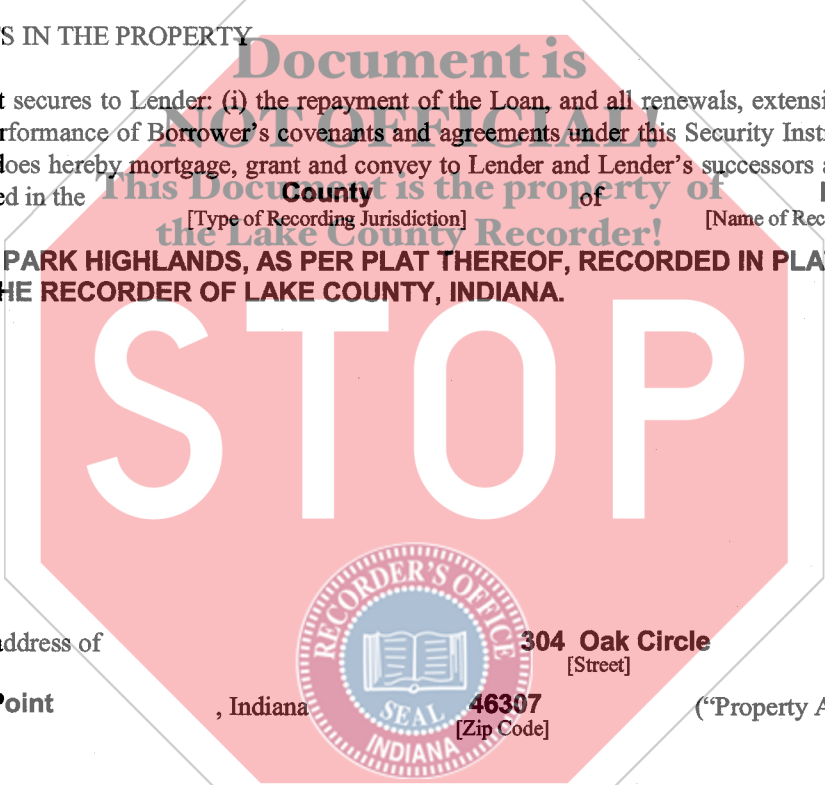 S IN THE PROPERTY
Document is
t secures to Lender: (i) the repayment of the Loan, and all renewals, extensi
NOT OFFICIAL!
rformance of Borrower's covenants and agreements under this Security Inst
does hereby mortgage, grant and convey to Lender and Lender's successors a
ed in the County of
This Document is the property of
[Type of Recording Jurisdiction] [Name of Rec
the Lake County Recorder!
PARK HIGHLANDS, AS PER PLAT THEREOF, RECORDED IN PLA
HE RECORDER OF LAKE COUNTY, INDIANA.
STOP
RECORDER'S OFFICE
SEAL
INDIANA
address of 304 Oak Circle
[Street]
Point , Indiana 46307 ("Property A
[Zip Code]